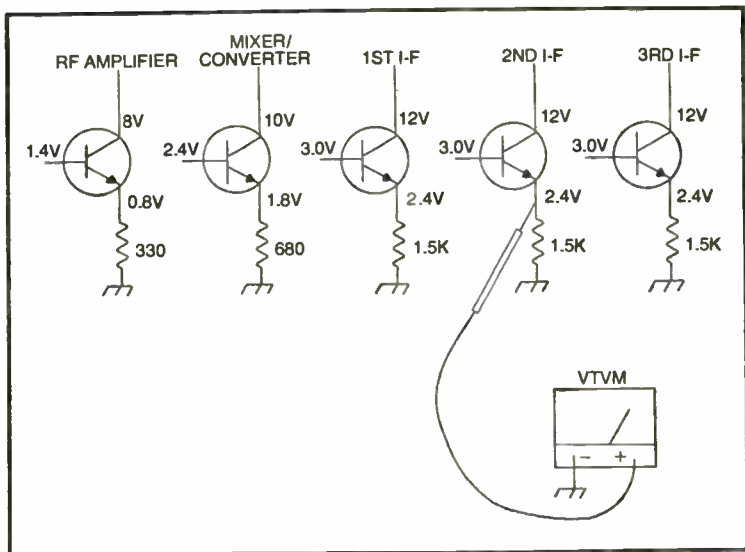 RF AMPLIFIER
MIXER/
CONVERTER
1ST I-F
2ND I-F
3RD I-F
8V
10V
12V
12V
12V
1.4V
2.4V
3.0V
3.0V
3.0V
0.8V
1.8V
2.4V
2.4V
2.4V
330
680
1.5K
1.5K
1.5K
VTVM
- +